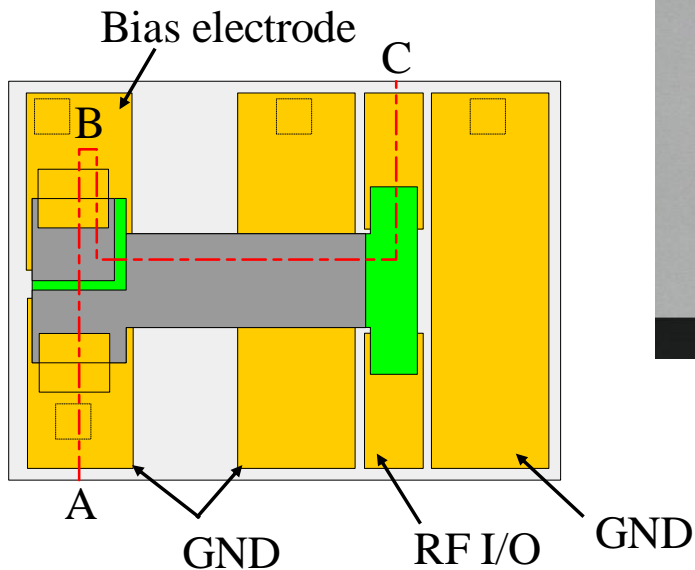 Bias electrode
C
B
A
GND
RF I/O
GND